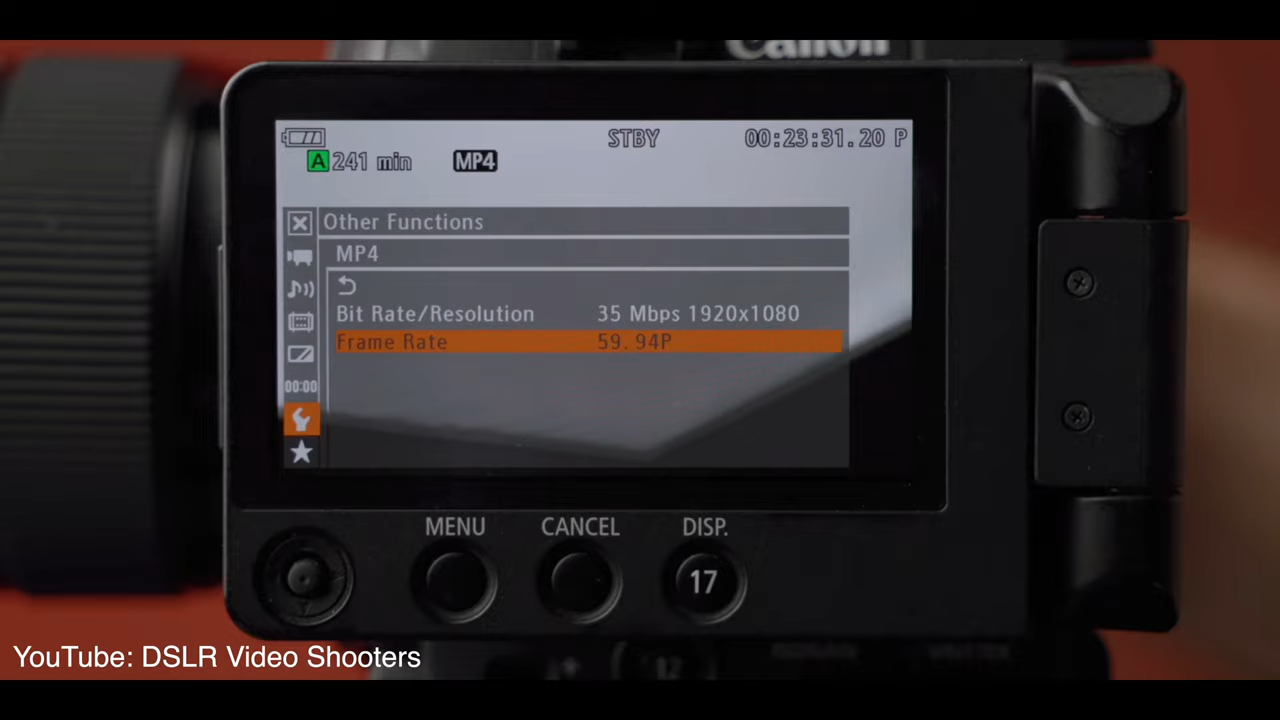 Canon
STBY 00:23:31.20 P
A 241 min MP4
Other Functions
MP4
Bit Rate/Resolution 35 Mbps 1920x1080
Frame Rate 59.94P
00:00
MENU CANCEL DISP.
17
12
YouTube: DSLR Video Shooters